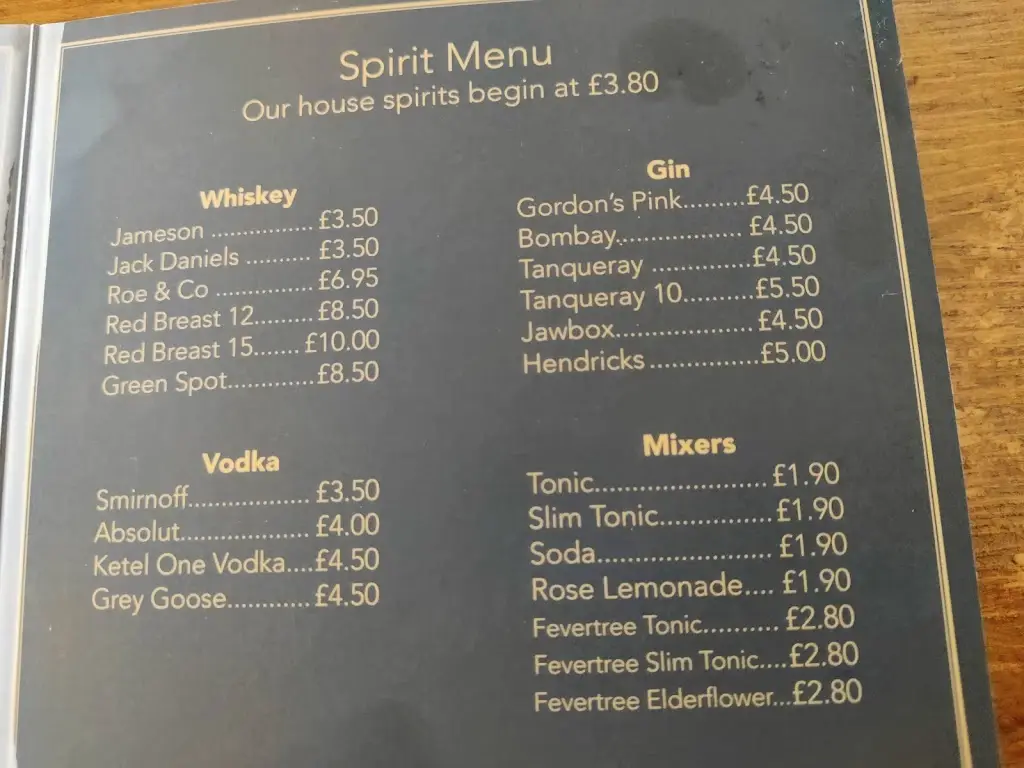 Spirit Menu
Our house spirits begin at £3.80
Whiskey
Jameson ................ £3.50
Jack Daniels .......... £3.50
Roe & Co ............... £6.95
Red Breast 12......... £8.50
Red Breast 15....... £10.00
Green Spot............. £8.50
Vodka
Smirnoff.................. £3.50
Absolut................... £4.00
Ketel One Vodka....£4.50
Grey Goose............ £4.50
Gin
Gordon's Pink.........£4.50
Bombay.................. £4.50
Tanqueray ..............£4.50
Tanqueray 10..........£5.50
Jawbox.................... £4.50
Hendricks ................£5.00
Mixers
Tonic........................ £1.90
Slim Tonic................ £1.90
Soda......................... £1.90
Rose Lemonade.... £1.90
Fevertree Tonic.......... £2.80
Fevertree Slim Tonic....£2.80
Fevertree Elderflower...£2.80